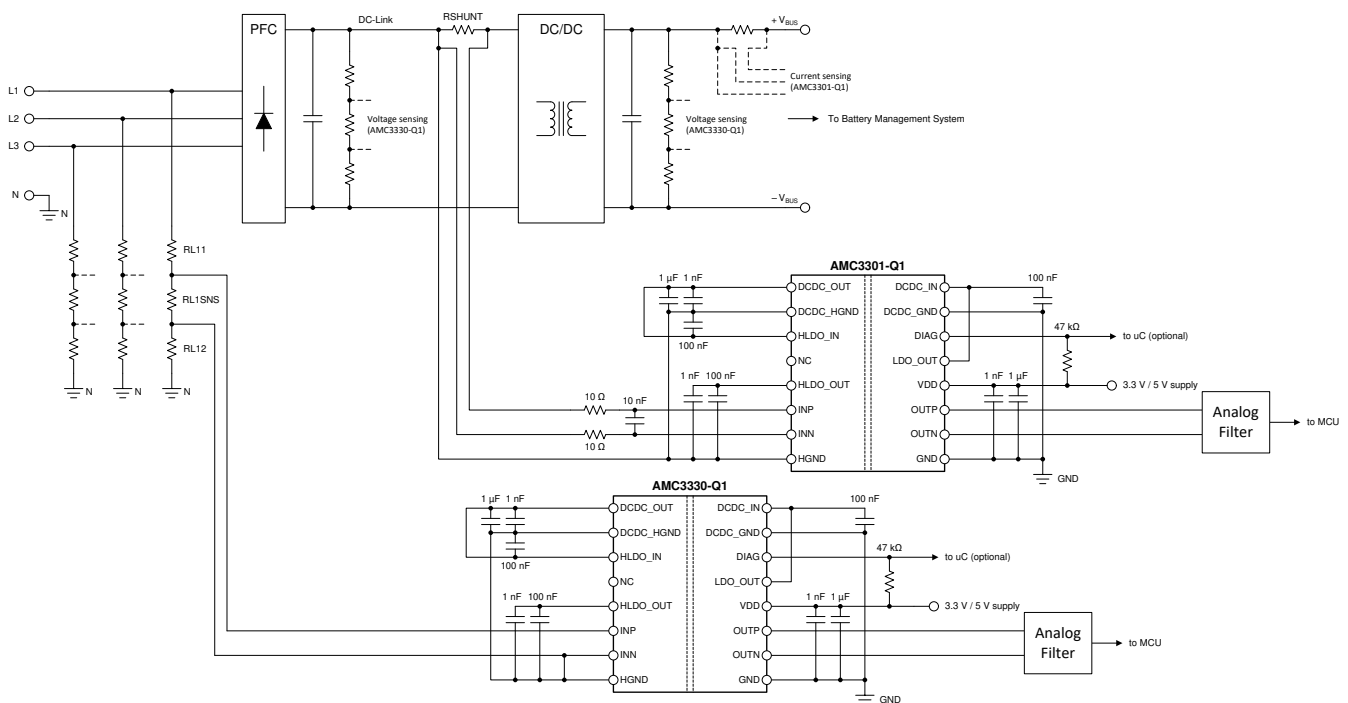 PFC
DC-Link
RSHUNT
DC/DC
+ VBUS
Current sensing
(AMC3301-Q1)
L1
L2
L3
Voltage sensing
(AMC3330-Q1)
Voltage sensing
(AMC3330-Q1)
To Battery Management System
N
N
– VBUS
RL11
RL1SNS
RL12
N
N
N
AMC3301-Q1
1 µF
1 nF
100 nF
DCDC_OUT
DCDC_HGND
HLDO_IN
NC
HLDO_OUT
INP
INN
HGND
1 nF
100 nF
10 Ω
10 nF
10 Ω
DCDC_IN
DCDC_GND
DIAG
LDO_OUT
VDD
OUTP
OUTN
GND
100 nF
47 kΩ
to uC (optional)
1 nF
1 µF
3.3 V / 5 V supply
Analog
Filter
to MCU
GND
AMC3330-Q1
1 µF
1 nF
100 nF
DCDC_OUT
DCDC_HGND
HLDO_IN
NC
HLDO_OUT
INP
INN
HGND
1 nF
100 nF
DCDC_IN
DCDC_GND
DIAG
LDO_OUT
VDD
OUTP
OUTN
GND
100 nF
47 kΩ
to uC (optional)
1 nF
1 µF
3.3 V / 5 V supply
Analog
Filter
to MCU
GND